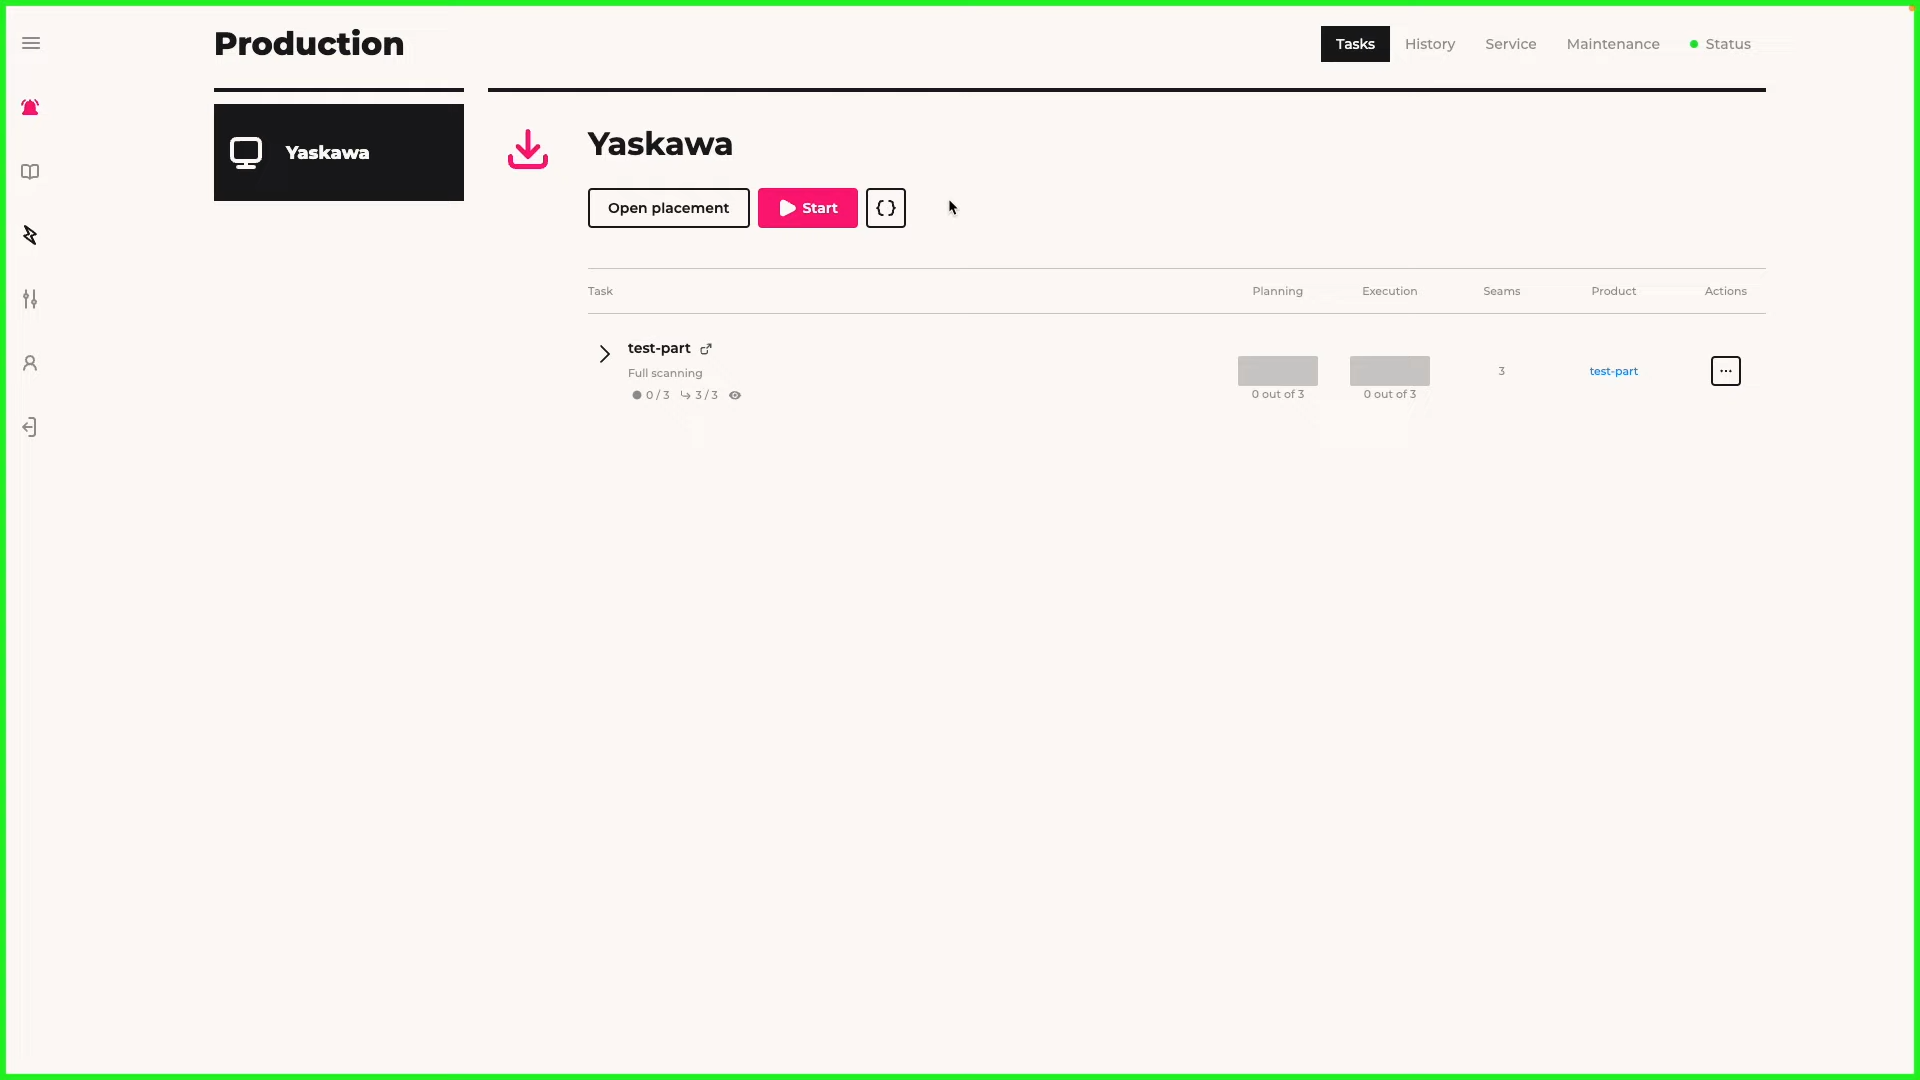 Production
Tasks History Service Maintenance Status
Yaskawa
Yaskawa
Open placement Start {}
Task Planning Execution Seams Product Actions
test-part
Full scanning
0 / 3 3 / 3
0 out of 3 0 out of 3 3 test-part ...